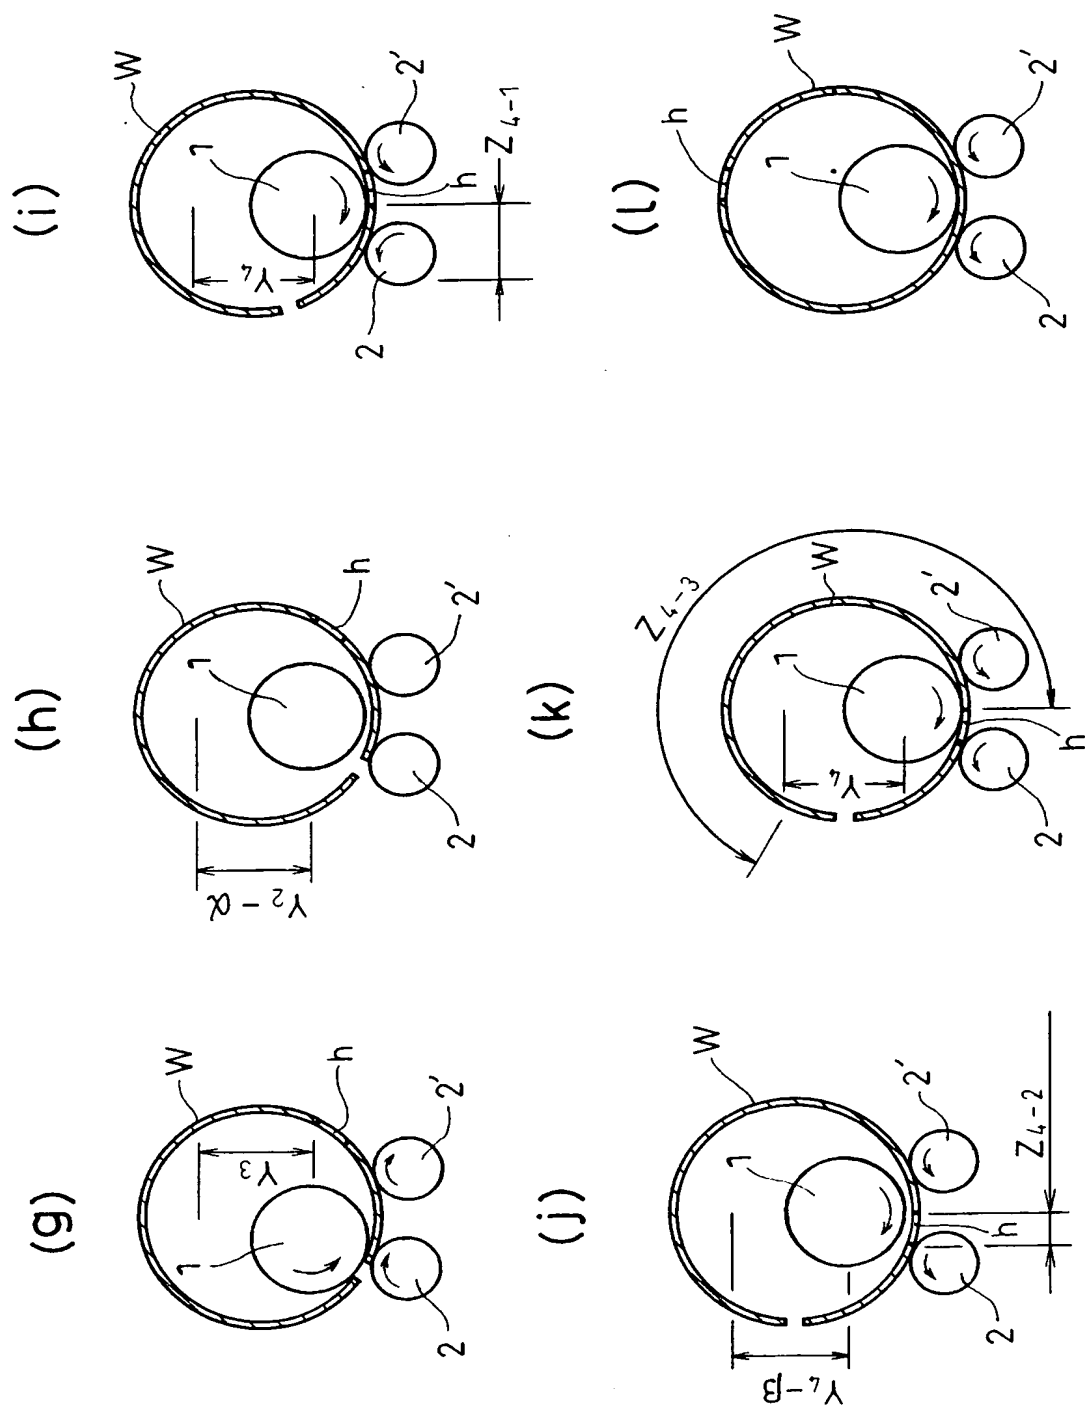 (g)
W
h
1
Y3
2
2'
(h)
W
h
1
Y2-α
2
2'
(i)
W
1
Y4
h
2
2'
Z4-1
(j)
W
1
Y4-β
h
2
2'
Z4-2
(k)
Z4-3
W
1
Y4
h
2
2'
(l)
h
W
1
2
2'